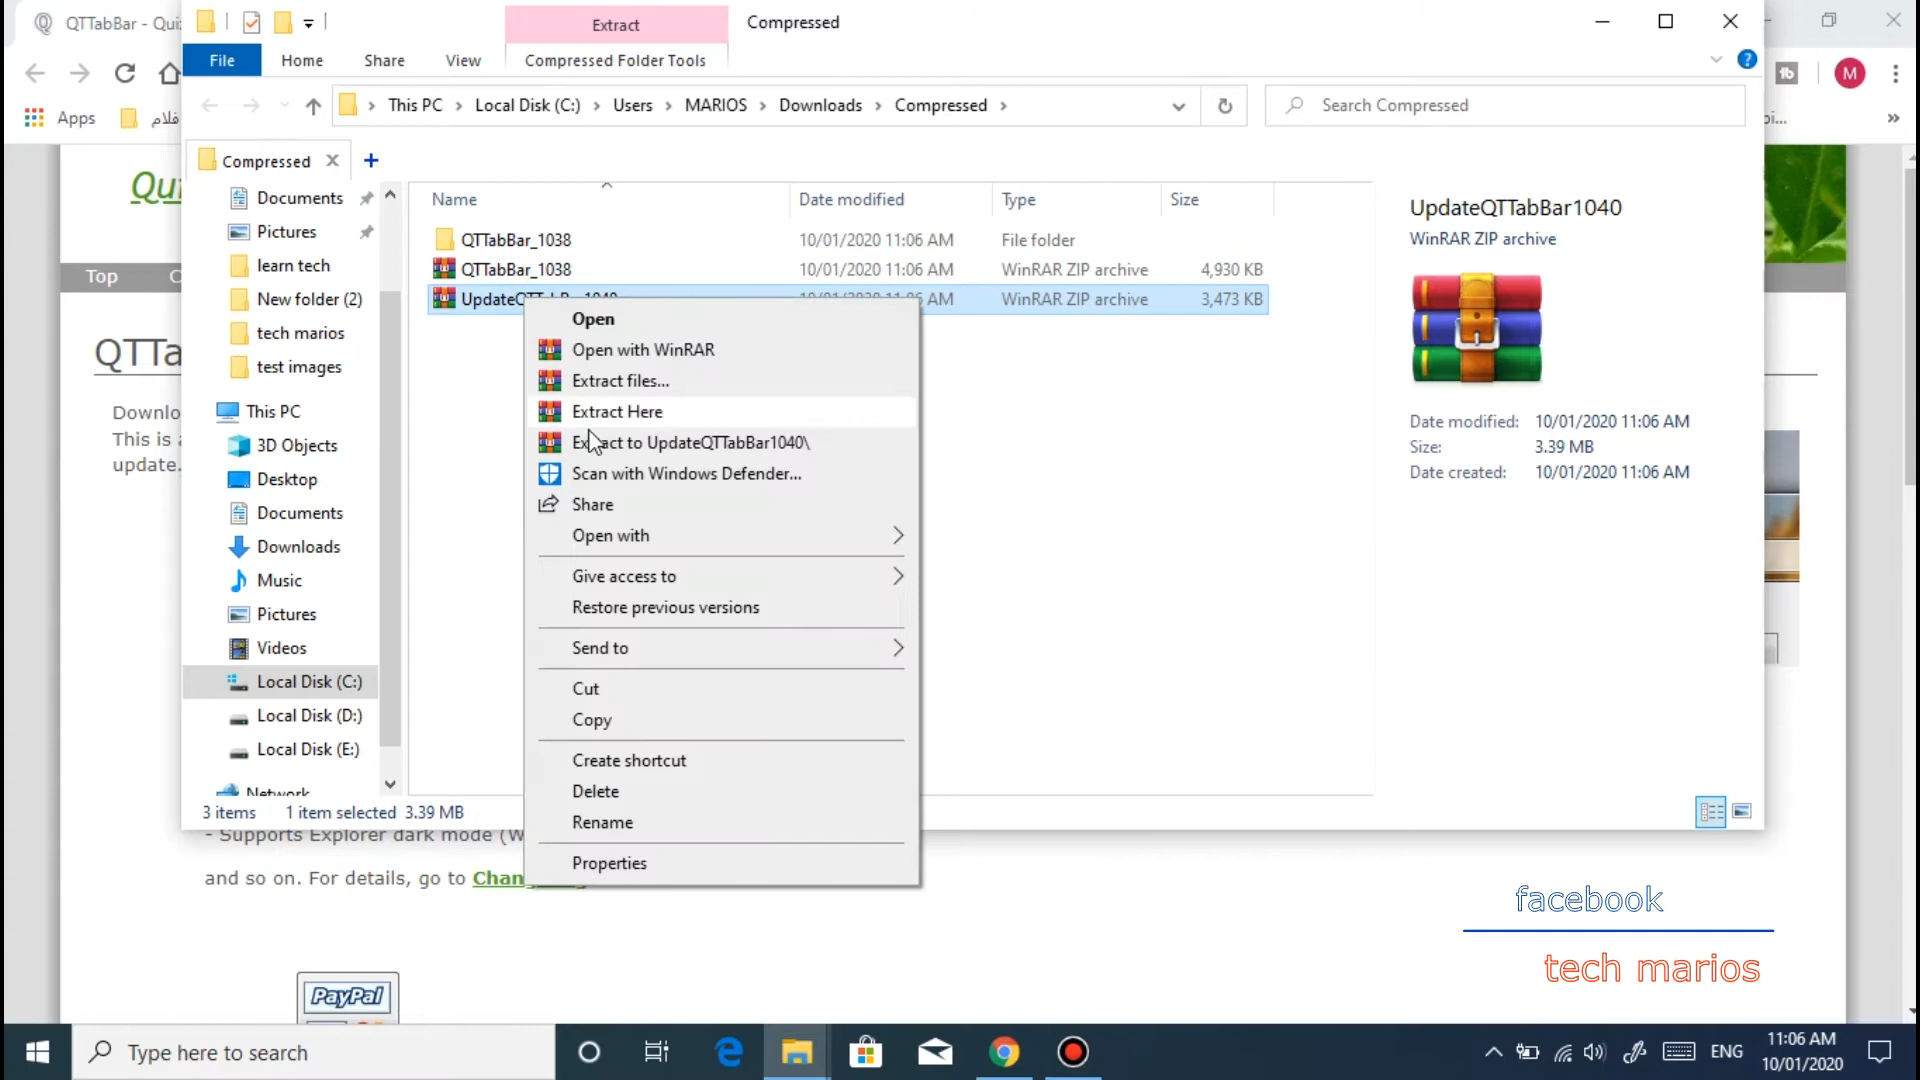 QTTabBar - Qui
Extract
Compressed
File
Home
Share
View
Compressed Folder Tools
M
This PC
Local Disk (C:)
Users
MARIOS
Downloads
Compressed
Search Compressed
Apps
فلام
Compressed
Qui
Documents
Pictures
learn tech
New folder (2)
tech marios
test images
This PC
3D Objects
Desktop
Documents
Downloads
Music
Pictures
Videos
Local Disk (C:)
Local Disk (D:)
Local Disk (E:)
Network
Name
Date modified
Type
Size
QTTabBar_1038
10/01/2020 11:06 AM
File folder
QTTabBar_1038
10/01/2020 11:06 AM
WinRAR ZIP archive
4,930 KB
UpdateQTTabBar1040
10/01/2020 11:06 AM
WinRAR ZIP archive
3,473 KB
Open
Open with WinRAR
Extract files...
Extract Here
Extract to UpdateQTTabBar1040\
Scan with Windows Defender...
Share
Open with
Give access to
Restore previous versions
Send to
Cut
Copy
Create shortcut
Delete
Rename
Properties
UpdateQTTabBar1040
WinRAR ZIP archive
Date modified: 10/01/2020 11:06 AM
Size: 3.39 MB
Date created: 10/01/2020 11:06 AM
Top
QTTa
Downlo
This is a
update.
3 items
1 item selected 3.39 MB
- Supports Explorer dark mode (W
and so on. For details, go to Chan
PayPal
facebook
tech marios
Type here to search
ENG
11:06 AM
10/01/2020